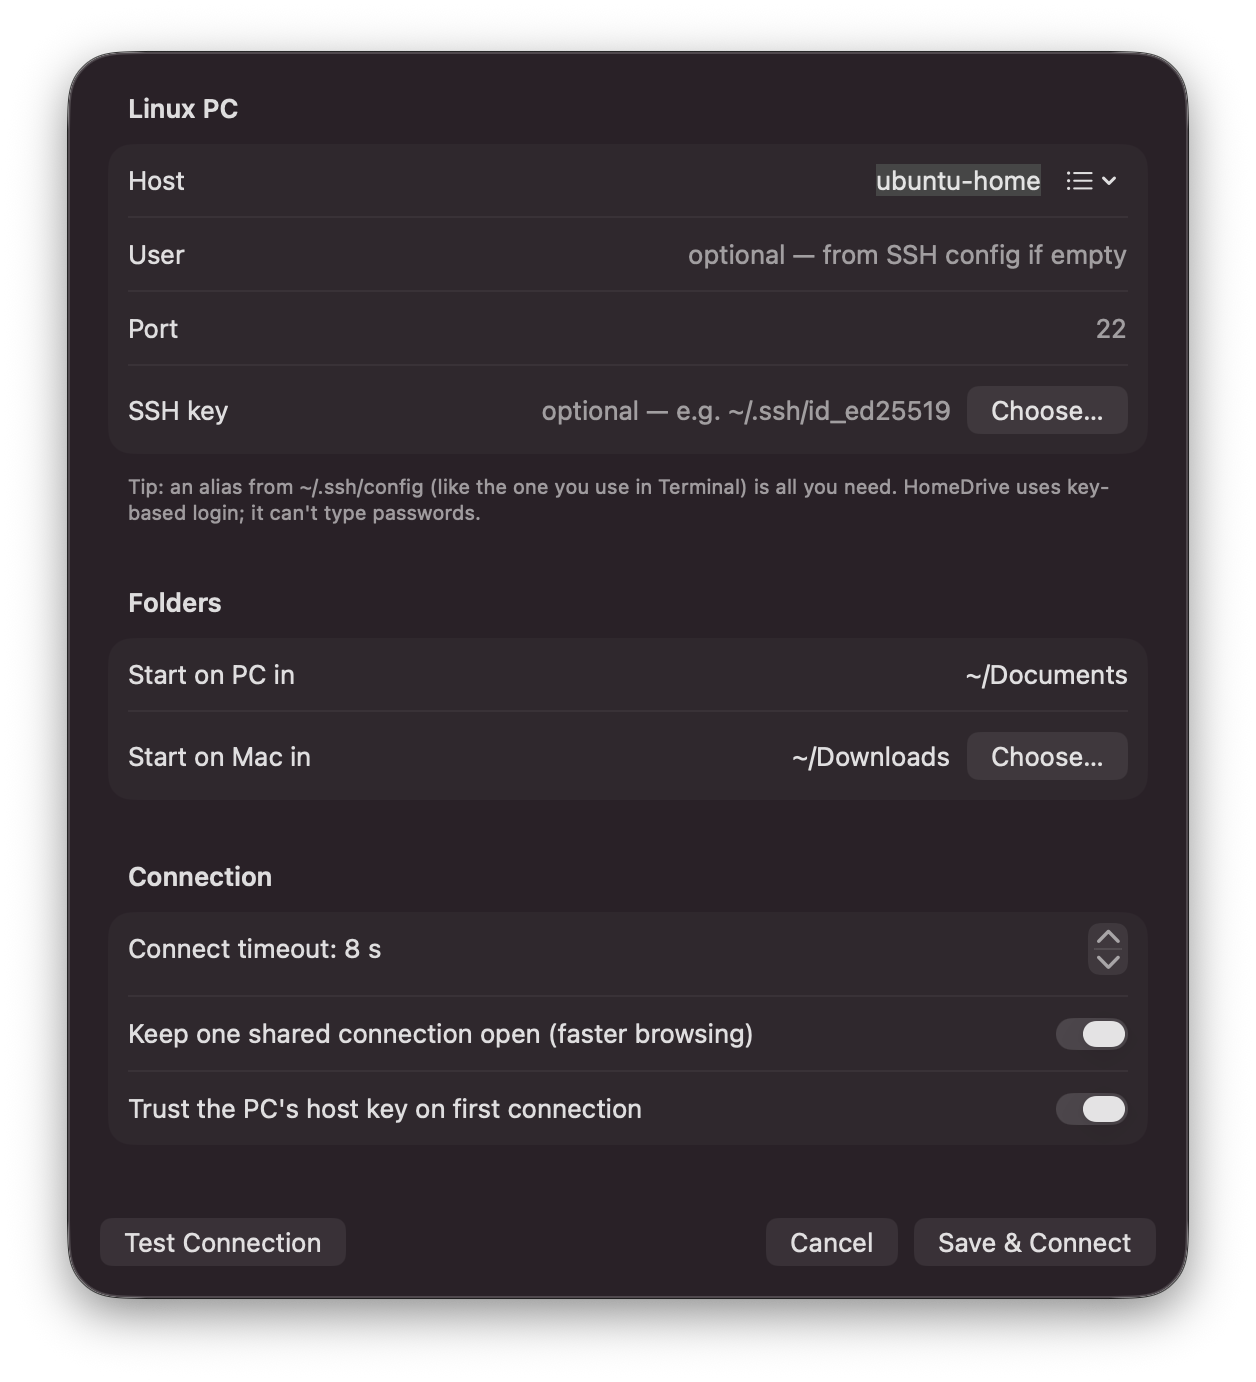 Linux PC
Host ubuntu-home
User optional — from SSH config if empty
Port 22
SSH key optional — e.g. ~/.ssh/id_ed25519 Choose...
Tip: an alias from ~/.ssh/config (like the one you use in Terminal) is all you need. HomeDrive uses key-
based login; it can't type passwords.
Folders
Start on PC in ~/Documents
Start on Mac in ~/Downloads Choose...
Connection
Connect timeout: 8 s
Keep one shared connection open (faster browsing)
Trust the PC's host key on first connection
Test Connection Cancel Save & Connect